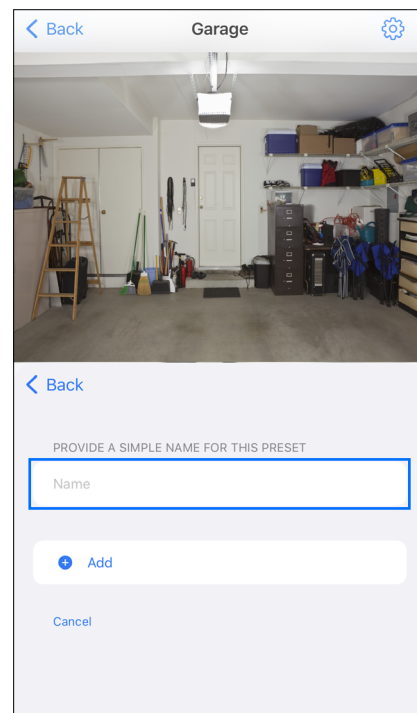 Back
Garage
Back
PROVIDE A SIMPLE NAME FOR THIS PRESET
Name
Add
Cancel